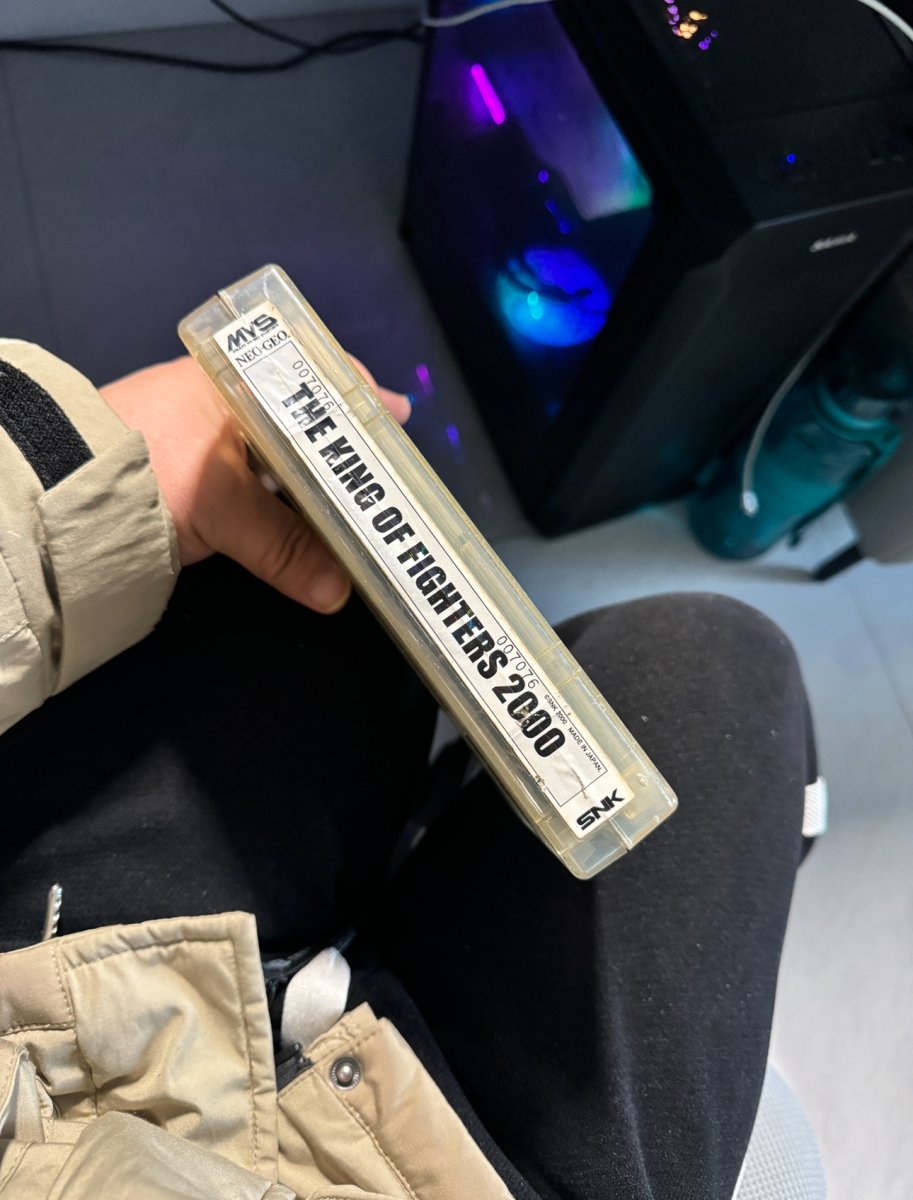 MVS
NEO·GEO.
007076
THE KING OF FIGHTERS 2000
007076
©SNK 2000 MADE IN JAPAN.
SNK